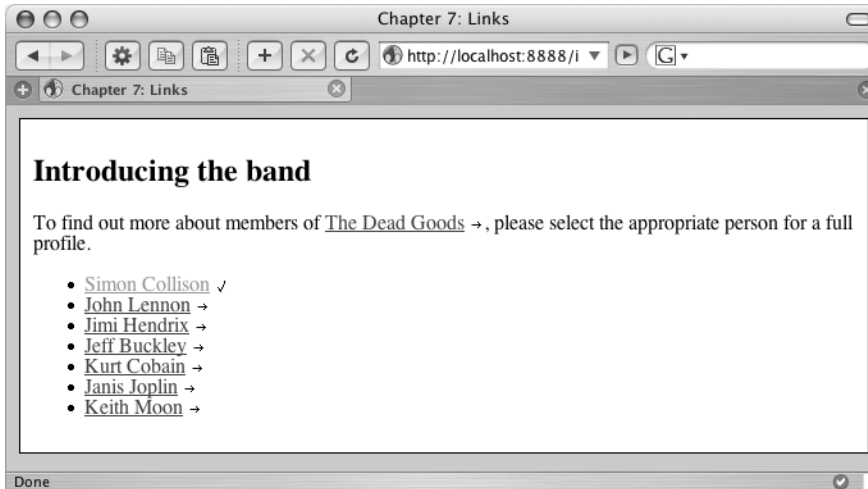 Chapter 7: Links
http://localhost:8888/i
G
Chapter 7: Links
Introducing the band
To find out more about members of The Dead Goods →, please select the appropriate person for a full
profile.
• Simon Collison ✓
• John Lennon →
• Jimi Hendrix →
• Jeff Buckley →
• Kurt Cobain →
• Janis Joplin →
• Keith Moon →
Done